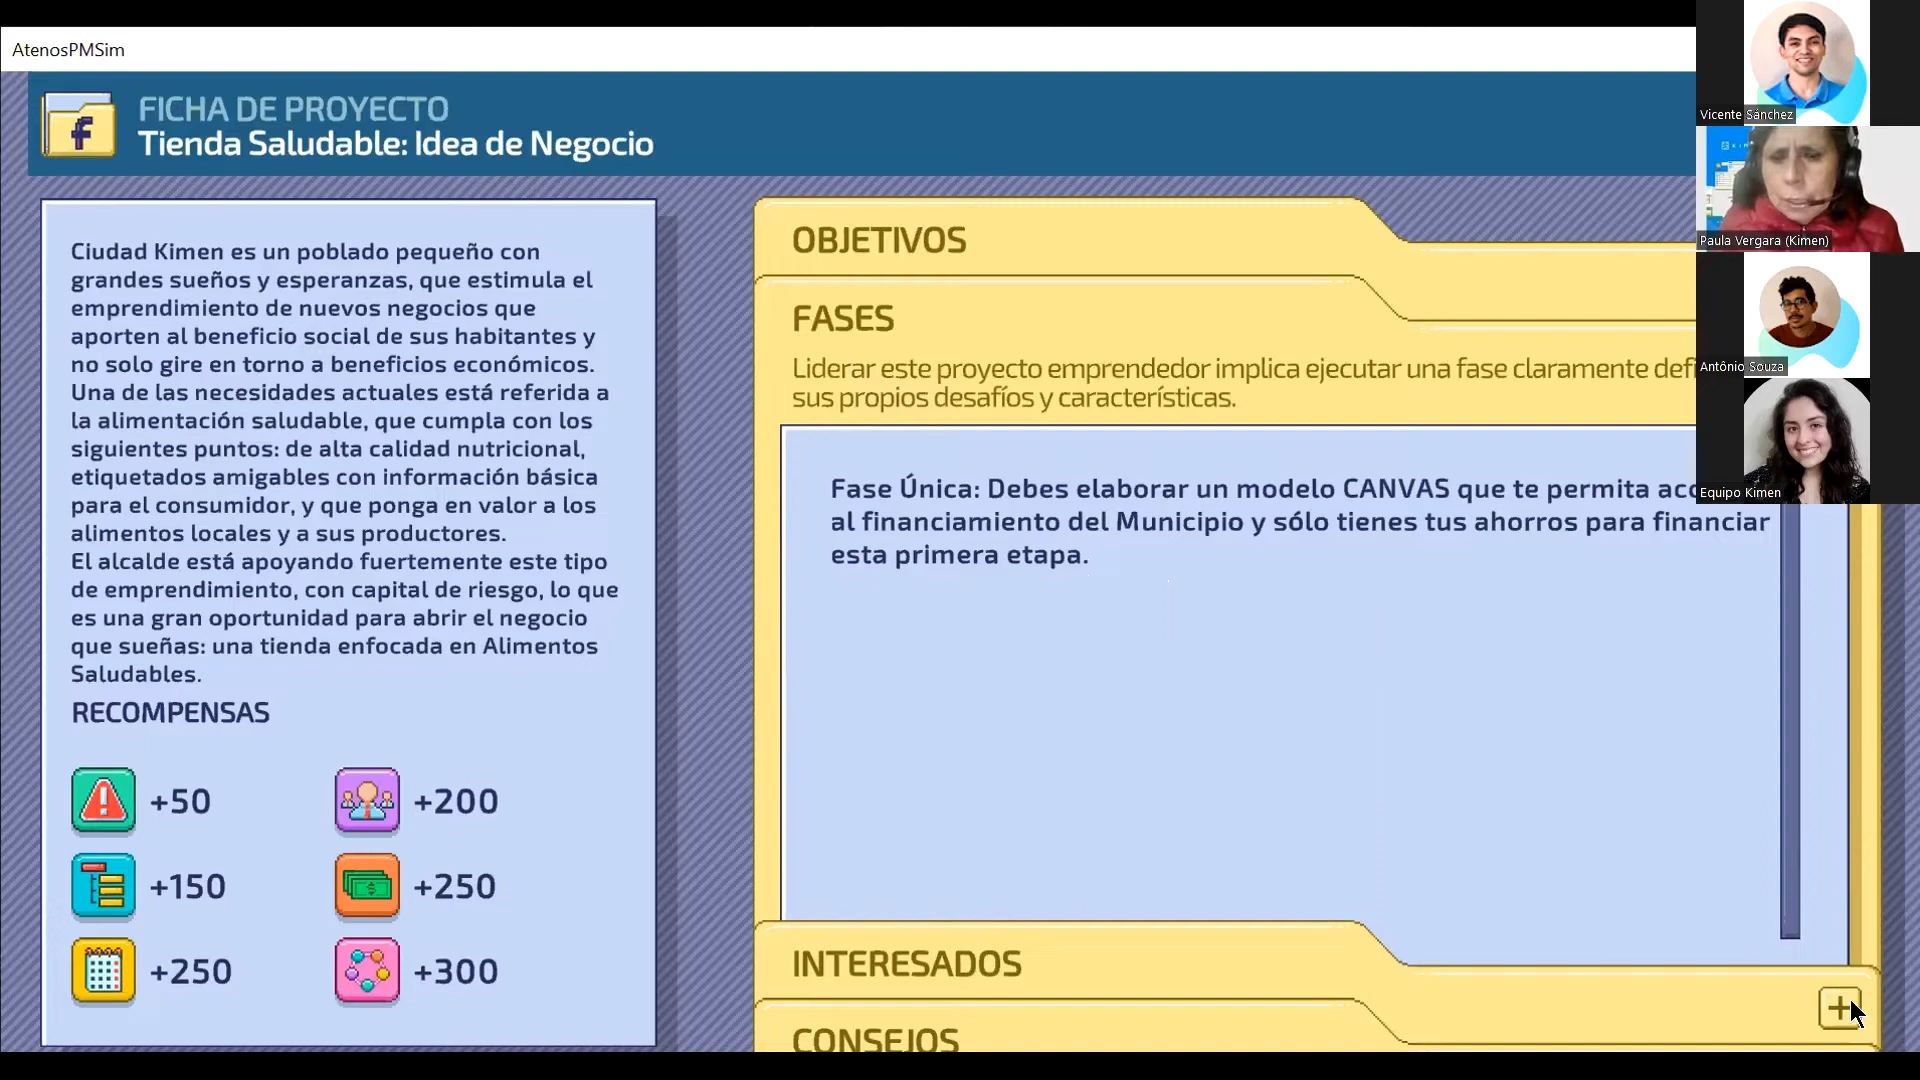 AtenosPMSim
FICHA DE PROYECTO
Tienda Saludable: Idea de Negocio
Ciudad Kimen es un poblado pequeño con
grandes sueños y esperanzas, que estimula el
emprendimiento de nuevos negocios que
aporten al beneficio social de sus habitantes y
no solo gire en torno a beneficios económicos.
Una de las necesidades actuales está referida a
la alimentación saludable, que cumpla con los
siguientes puntos: de alta calidad nutricional,
etiquetados amigables con información básica
para el consumidor, y que ponga en valor a los
alimentos locales y a sus productores.
El alcalde está apoyando fuertemente este tipo
de emprendimiento, con capital de riesgo, lo que
es una gran oportunidad para abrir el negocio
que sueñas: una tienda enfocada en Alimentos
Saludables.
RECOMPENSAS
+50
+200
+150
+250
+250
+300
OBJETIVOS
FASES
Liderar este proyecto emprendedor implica ejecutar una fase claramente defi
sus propios desafíos y características.
Fase Única: Debes elaborar un modelo CANVAS que te permita acc
al financiamiento del Municipio y sólo tienes tus ahorros para financiar
esta primera etapa.
INTERESADOS
CONSEJOS
Vicente Sánchez
Paula Vergara (Kimen)
Antônio Souza
Equipo Kimen